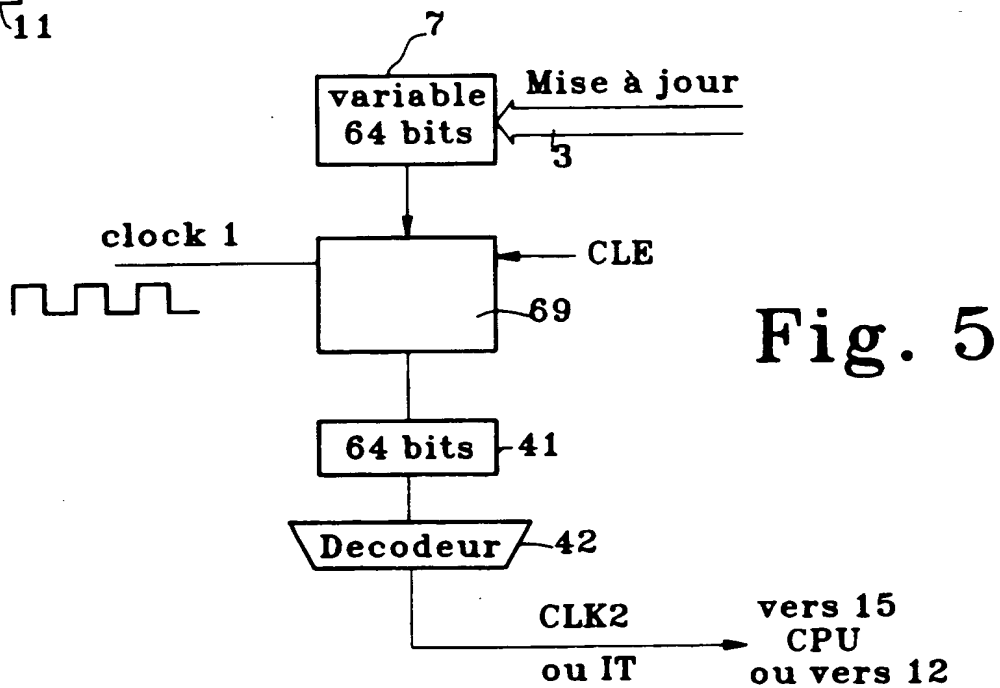 11
7
variable
64 bits
Mise à jour
3
clock 1
CLE
69
Fig. 5
64 bits
41
Decodeur
42
CLK2
ou IT
vers 15
CPU
ou vers 12